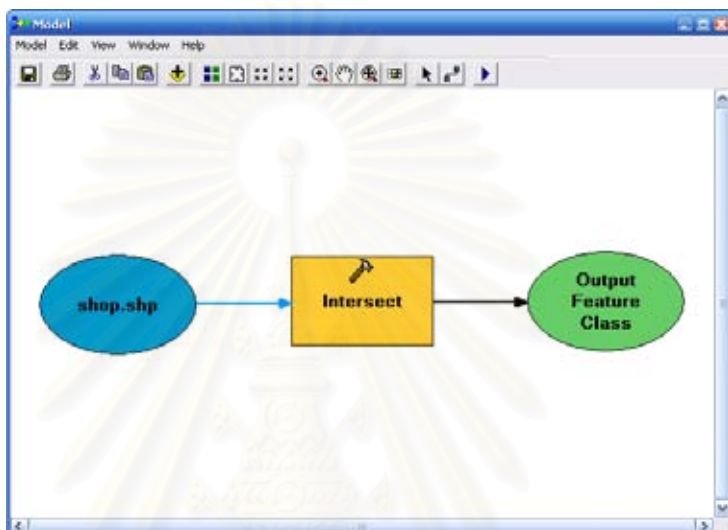 Model
Model Edit View Window Help
shop.shp
Intersect
Output
Feature
Class